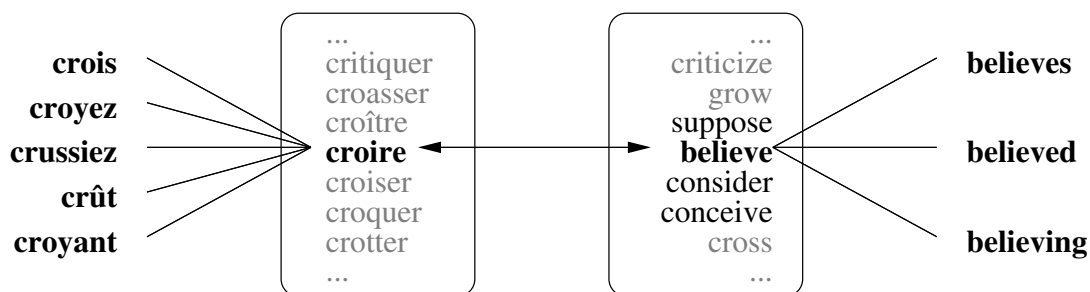 crois
croyez
crussiez
crût
croyant
...
critiquer
croasser
croître
croire
croiser
croquer
crotter
...
...
criticize
grow
suppose
believe
consider
conceive
cross
...
believes
believed
believing